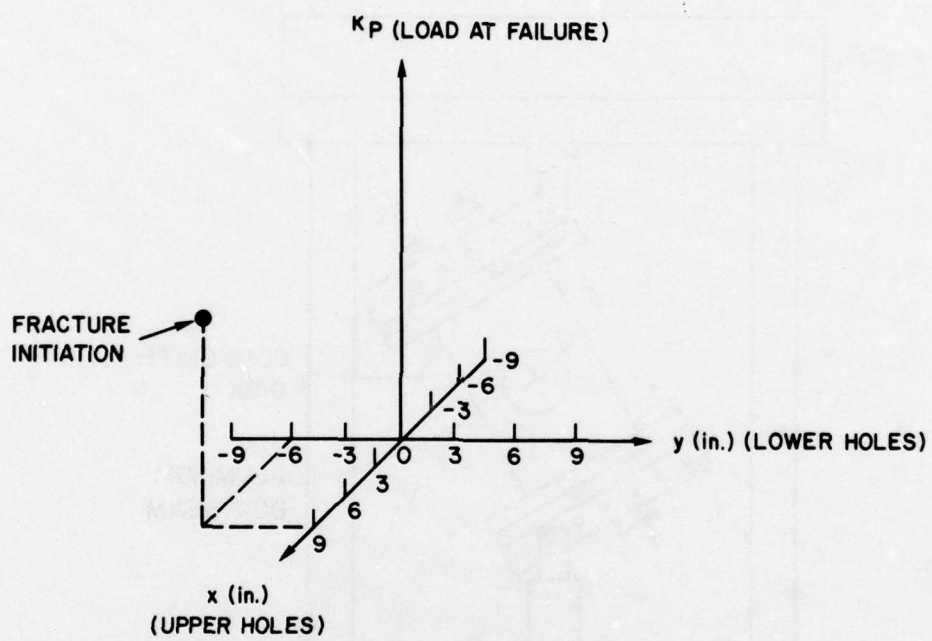 KP (LOAD AT FAILURE)
FRACTURE
INITIATION
-9
-6
-3
-9 -6 -3 0 3 6 9
y (in.) (LOWER HOLES)
3
6
9
x (in.)
(UPPER HOLES)